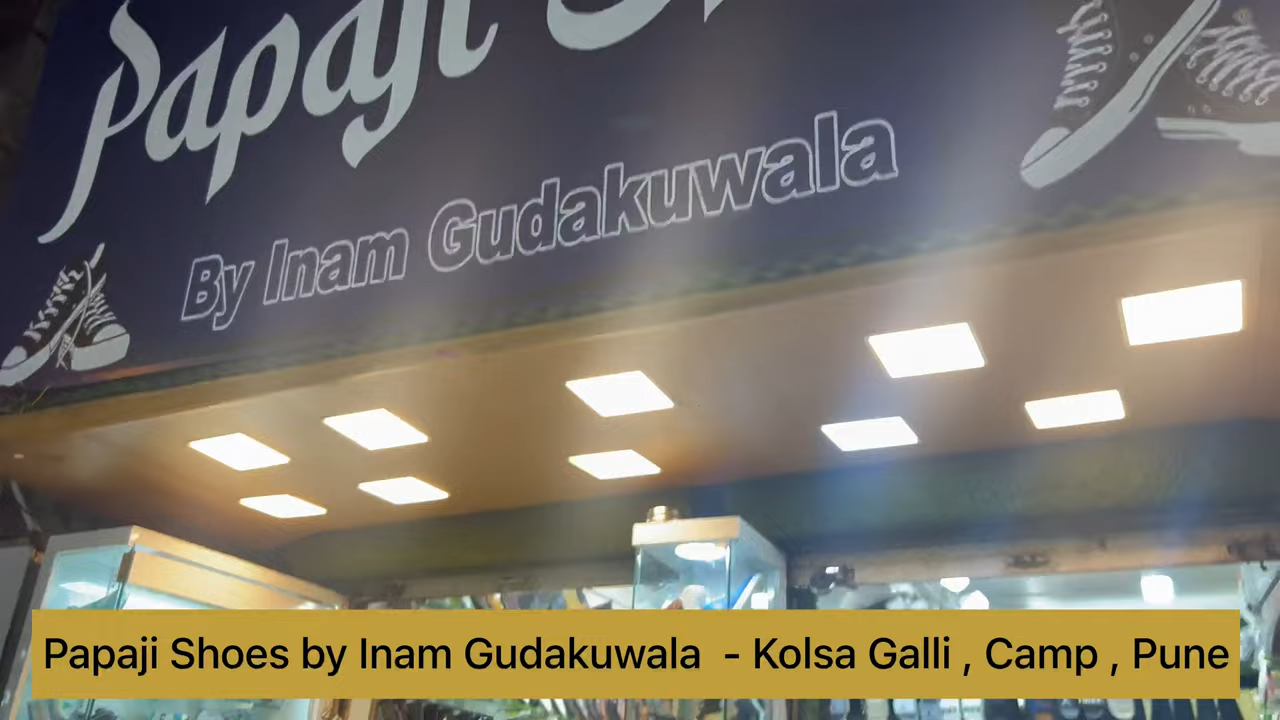 Papaji
By Inam Gudakuwala
Papaji Shoes by Inam Gudakuwala - Kolsa Galli , Camp , Pune